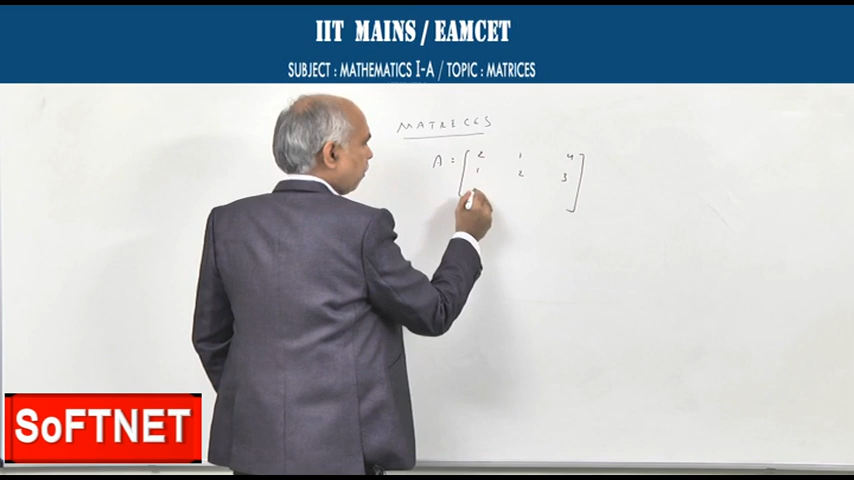 IIT MAINS / EAMCET
SUBJECT : MATHEMATICS I-A / TOPIC : MATRICES
MATRICES
A = [ 2 1 4
1 2 3 ]
SoFTNET